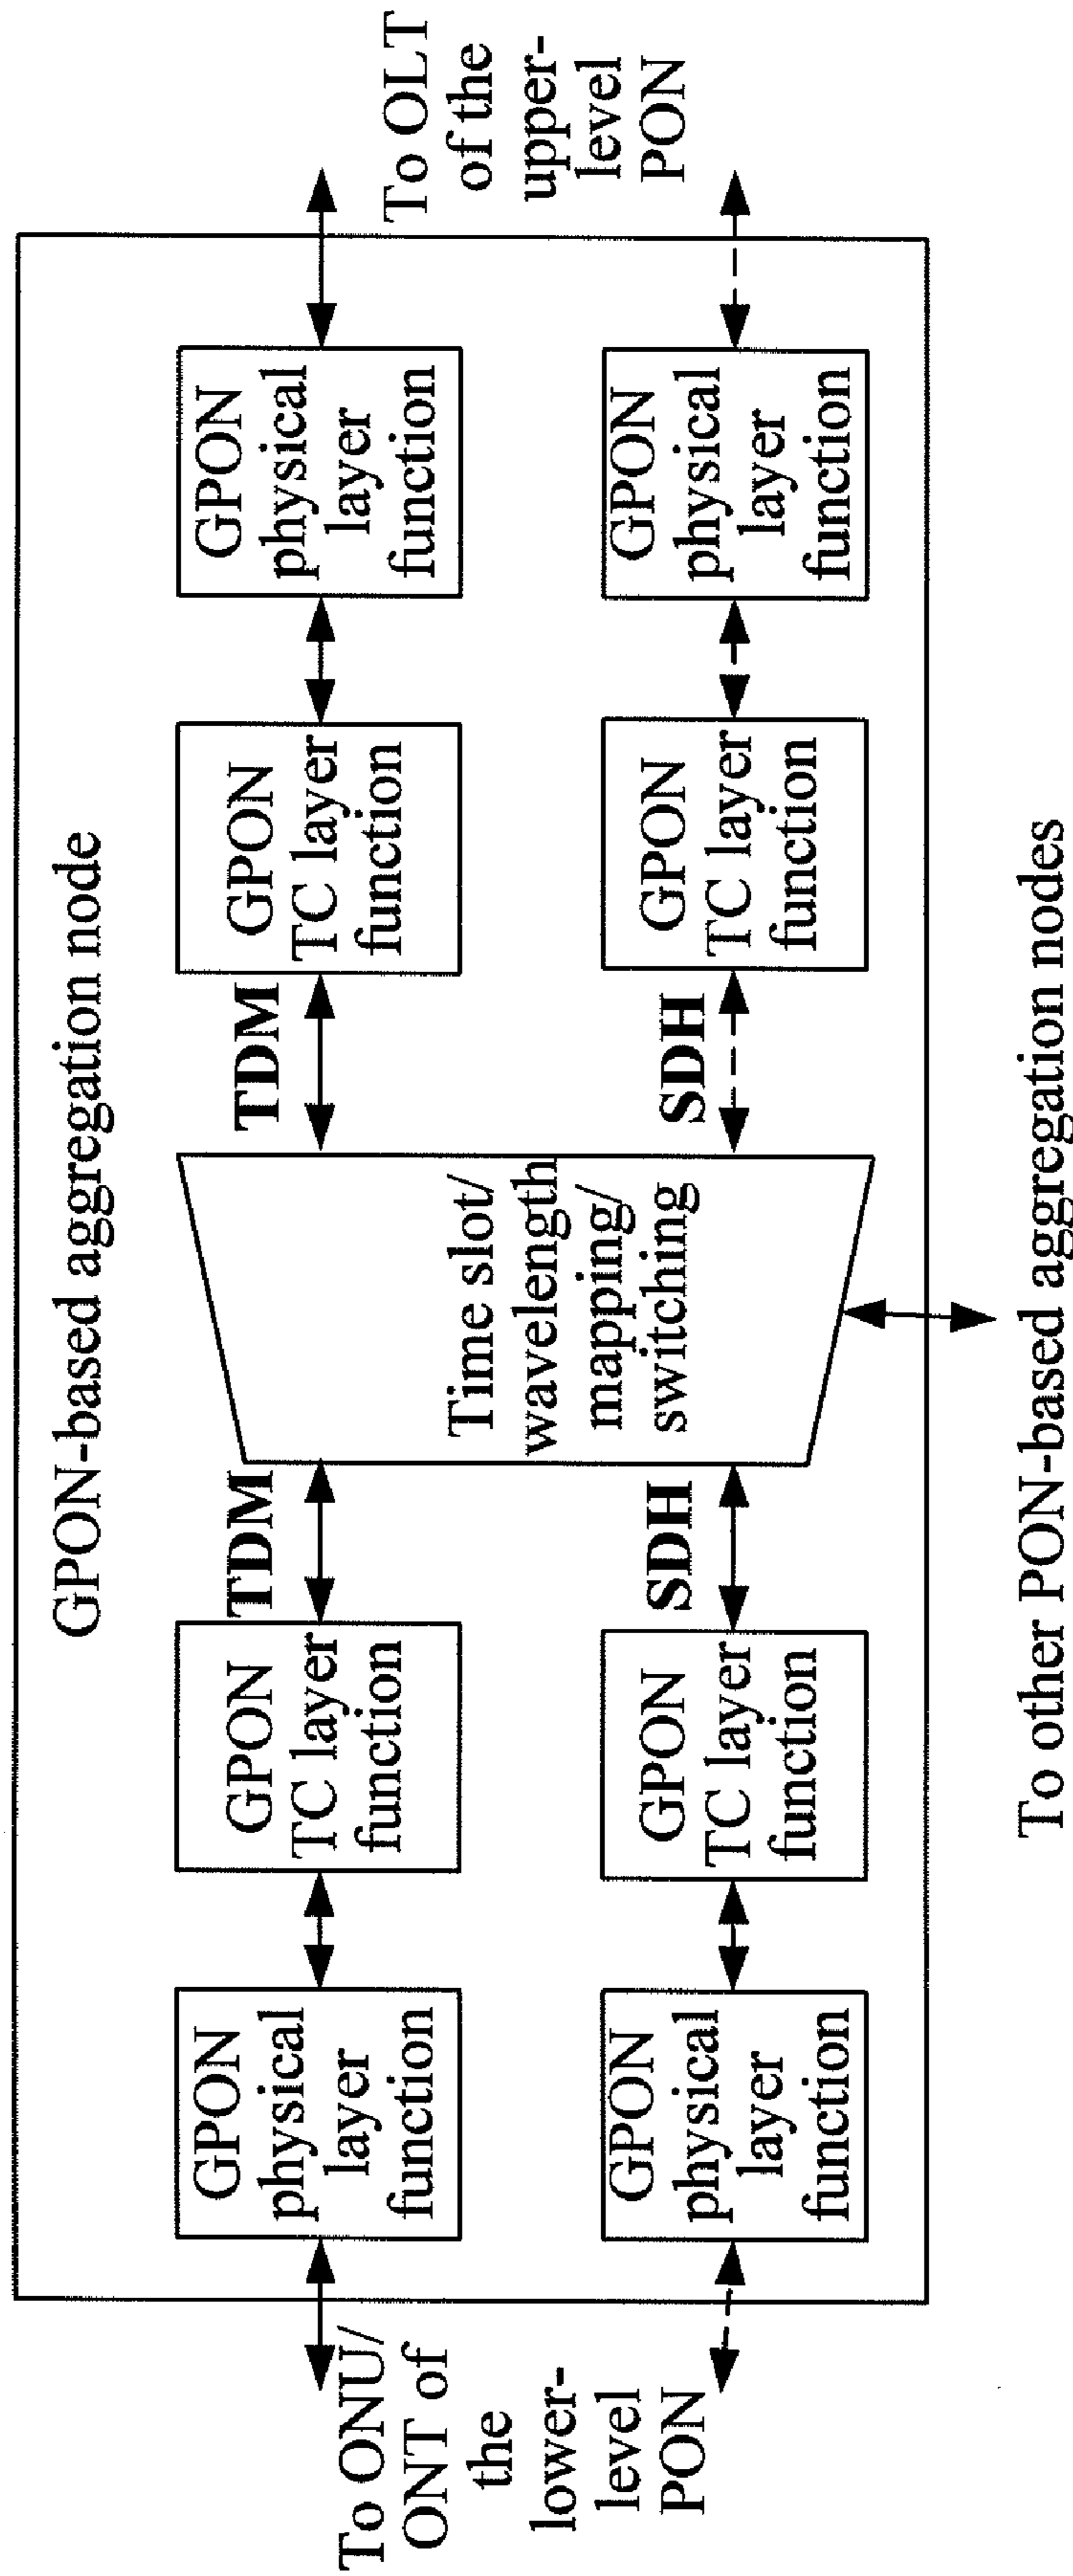 GPON-based aggregation node
To ONU/
ONT of
the
lower-
level
PON
GPON
physical
layer
function
GPON
TC layer
function
TDM
Time slot/
wavelength
mapping/
switching
TDM
GPON
TC layer
function
GPON
physical
layer
function
To OLT
of the
upper-
level
PON
GPON
physical
layer
function
GPON
TC layer
function
SDH
SDH
GPON
TC layer
function
GPON
physical
layer
function
To other PON-based aggregation nodes